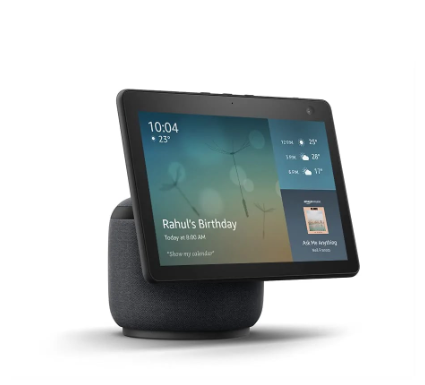 10:04
23°
Rahul's Birthday
Today at 9:00 AM
"Show my calendar"
25°
28°
17°
Ask Me Anything